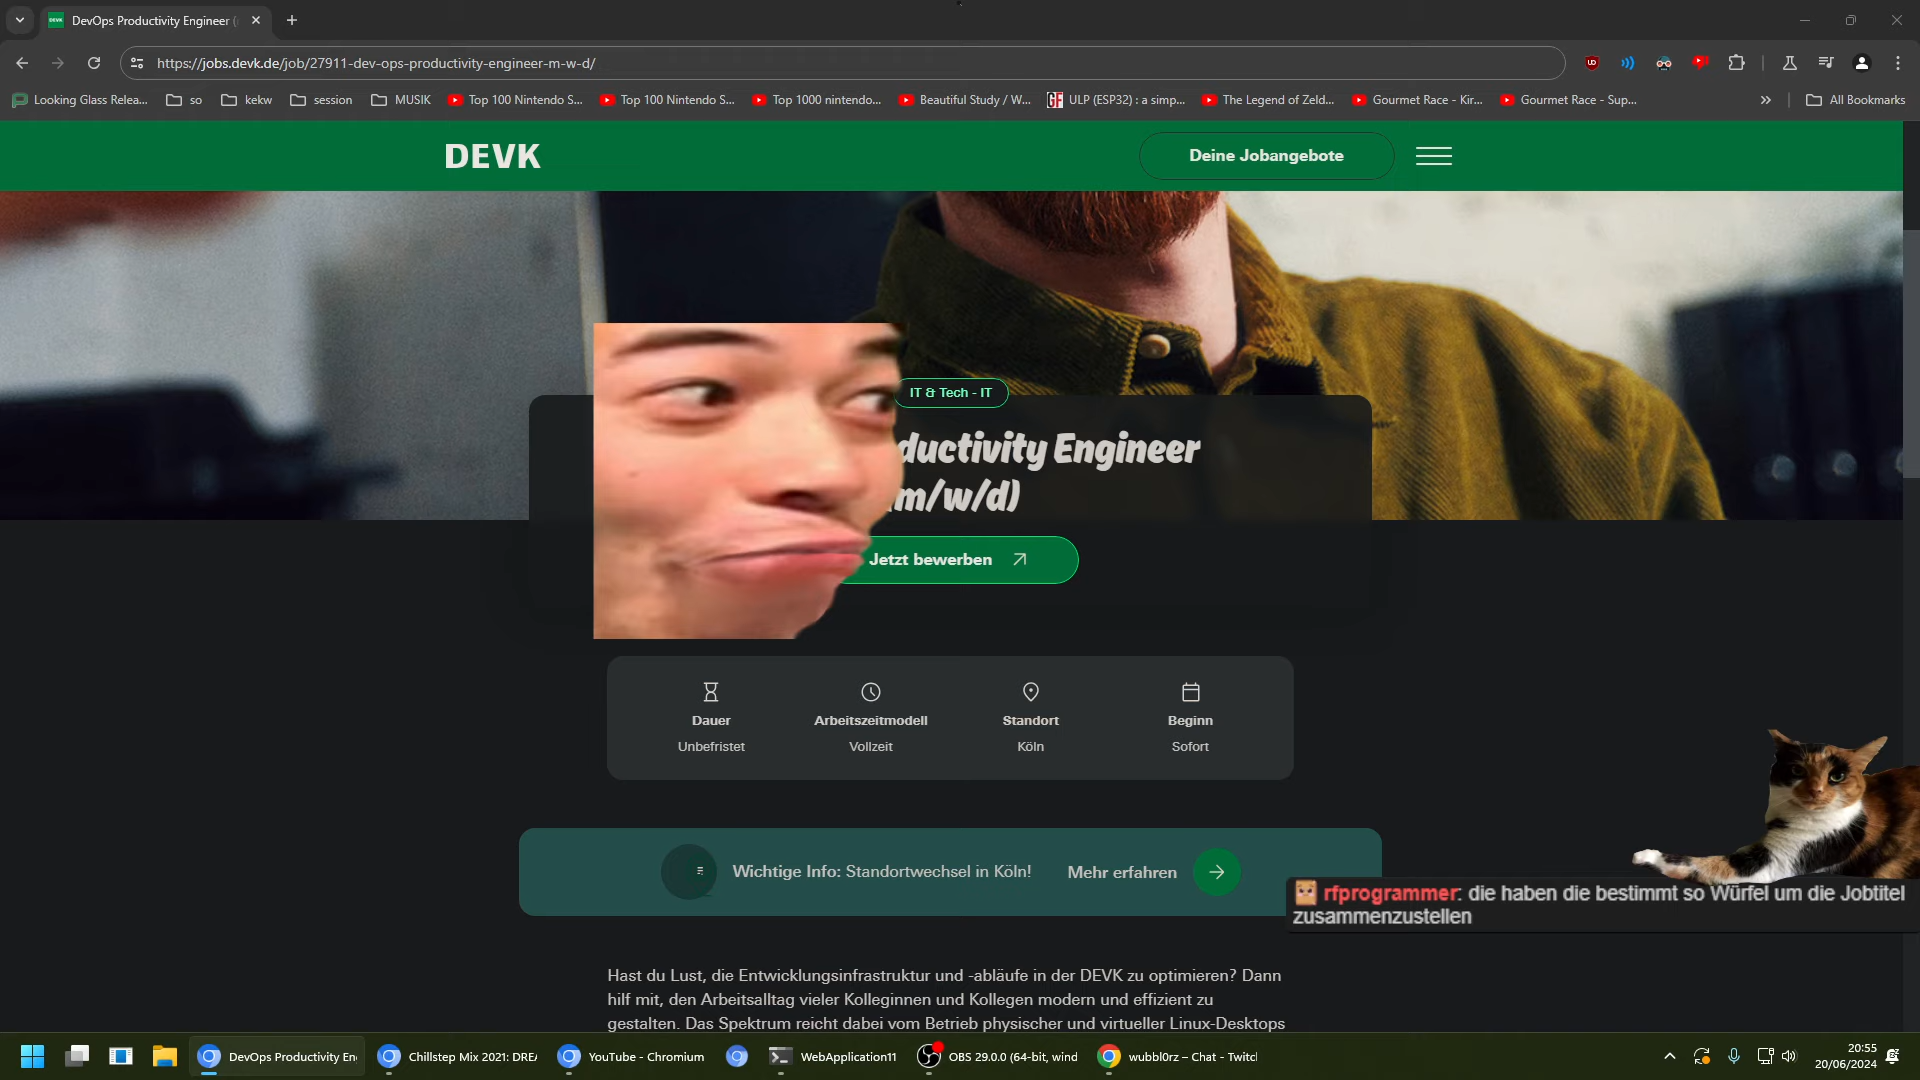 DevOps Productivity Engineer (
https://jobs.devk.de/job/27911-dev-ops-productivity-engineer-m-w-d/
Looking Glass Relea...
so
kekw
session
MUSIK
Top 100 Nintendo S...
Top 100 Nintendo S...
Top 1000 nintendo...
Beautiful Study / W...
GF
ULP (ESP32) : a simp...
The Legend of Zeld...
Gourmet Race - Kir...
Gourmet Race - Sup...
All Bookmarks
DEVK
Deine Jobangebote
IT & Tech - IT
ductivity Engineer
m/w/d)
Jetzt bewerben
Dauer
Unbefristet
Arbeitszeitmodell
Vollzeit
Standort
Köln
Beginn
Sofort
Wichtige Info: Standortwechsel in Köln!
Mehr erfahren
rfprogrammer: die haben die bestimmt so Würfel um die Jobtitel
zusammenzustellen
Hast du Lust, die Entwicklungsinfrastruktur und -abläufe in der DEVK zu optimieren? Dann
hilf mit, den Arbeitsalltag vieler Kolleginnen und Kollegen modern und effizient zu
gestalten. Das Spektrum reicht dabei vom Betrieb physischer und virtueller Linux-Desktops
DevOps Productivity En
Chillstep Mix 2021: DREA
YouTube - Chromium
WebApplication11
OBS 29.0.0 (64-bit, wind
wubbl0rz – Chat - Twitcl
20:55
20/06/2024